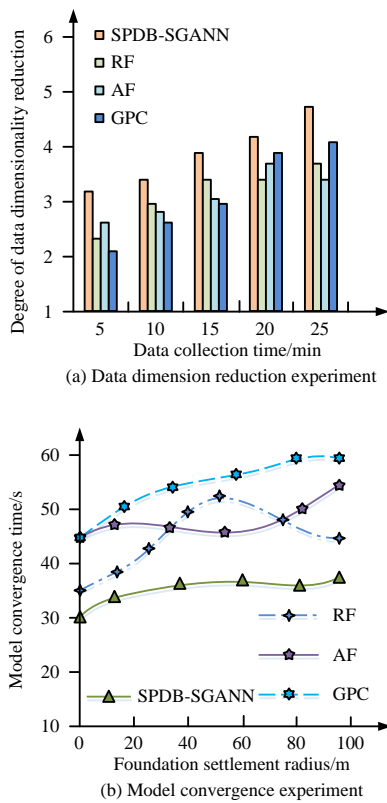 Degree of data dimensionality reduction
6
5
4
3
2
1
SPDB-SGANN
RF
AF
GPC
5 10 15 20 25
Data collection time/min
(a) Data dimension reduction experiment
Model convergence time/s
60
50
40
30
20
10
RF
AF
SPDB-SGANN
GPC
0 20 40 60 80 100
Foundation settlement radius/m
(b) Model convergence experiment